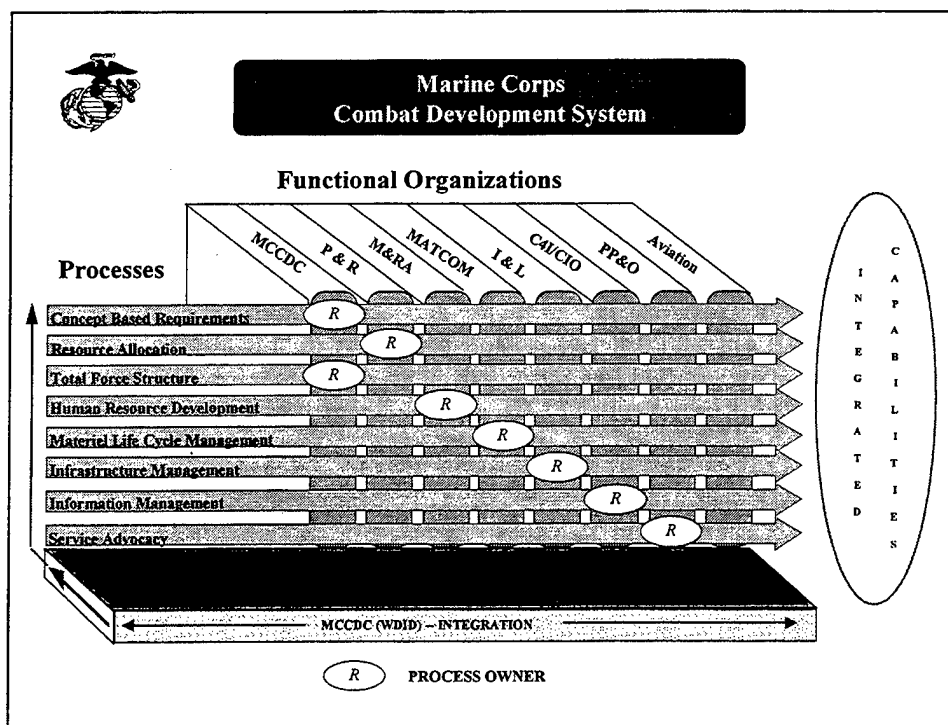 Marine Corps
Combat Development System
Functional Organizations
MCCDC
P & R
M&RA
MATCOM
I & L
C4I/CIO
PP&O
Aviation
Processes
Concept Based Requirements
R
Resource Allocation
R
Total Force Structure
R
Human Resource Development
R
Materiel Life Cycle Management
R
Infrastructure Management
R
Information Management
R
Service Advocacy
R
INTEGRATED
CAPABILITIES
MCCDC (WDID) – INTEGRATION
R PROCESS OWNER